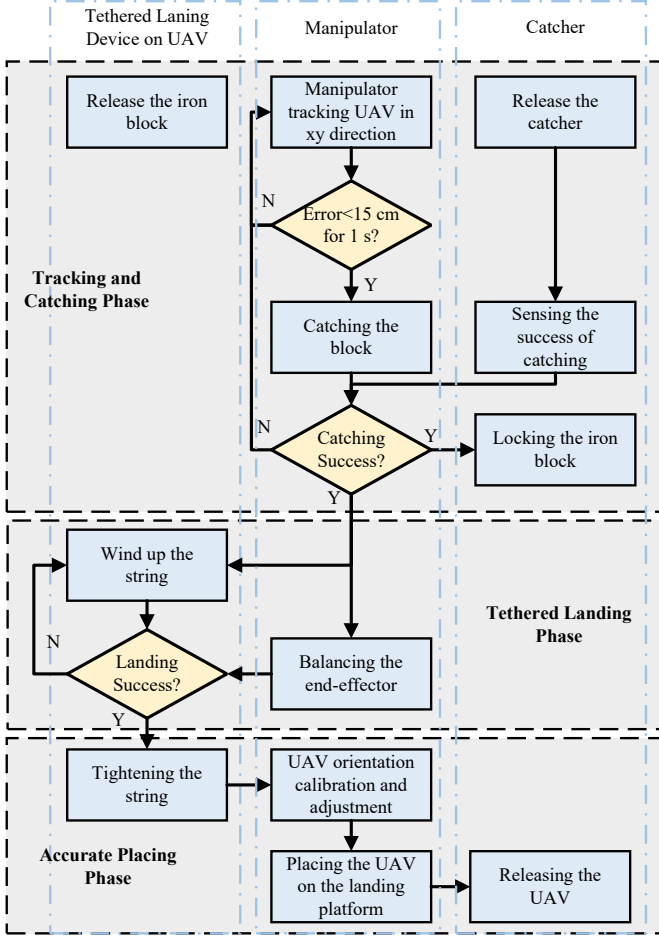 Tethered Laning
Device on UAV
Manipulator
Catcher
Release the iron
block
Manipulator
tracking UAV in
xy direction
Release the
catcher
N
Error<15 cm
for 1 s?
Tracking and
Catching Phase
Y
Catching the
block
Sensing the
success of
catching
N
Catching
Success?
Y
Locking the iron
block
Y
Wind up the
string
Tethered Landing
Phase
N
Landing
Success?
Balancing the
end-effector
Y
Tightening the
string
UAV orientation
calibration and
adjustment
Accurate Placing
Phase
Placing the UAV
on the landing
platform
Releasing the
UAV